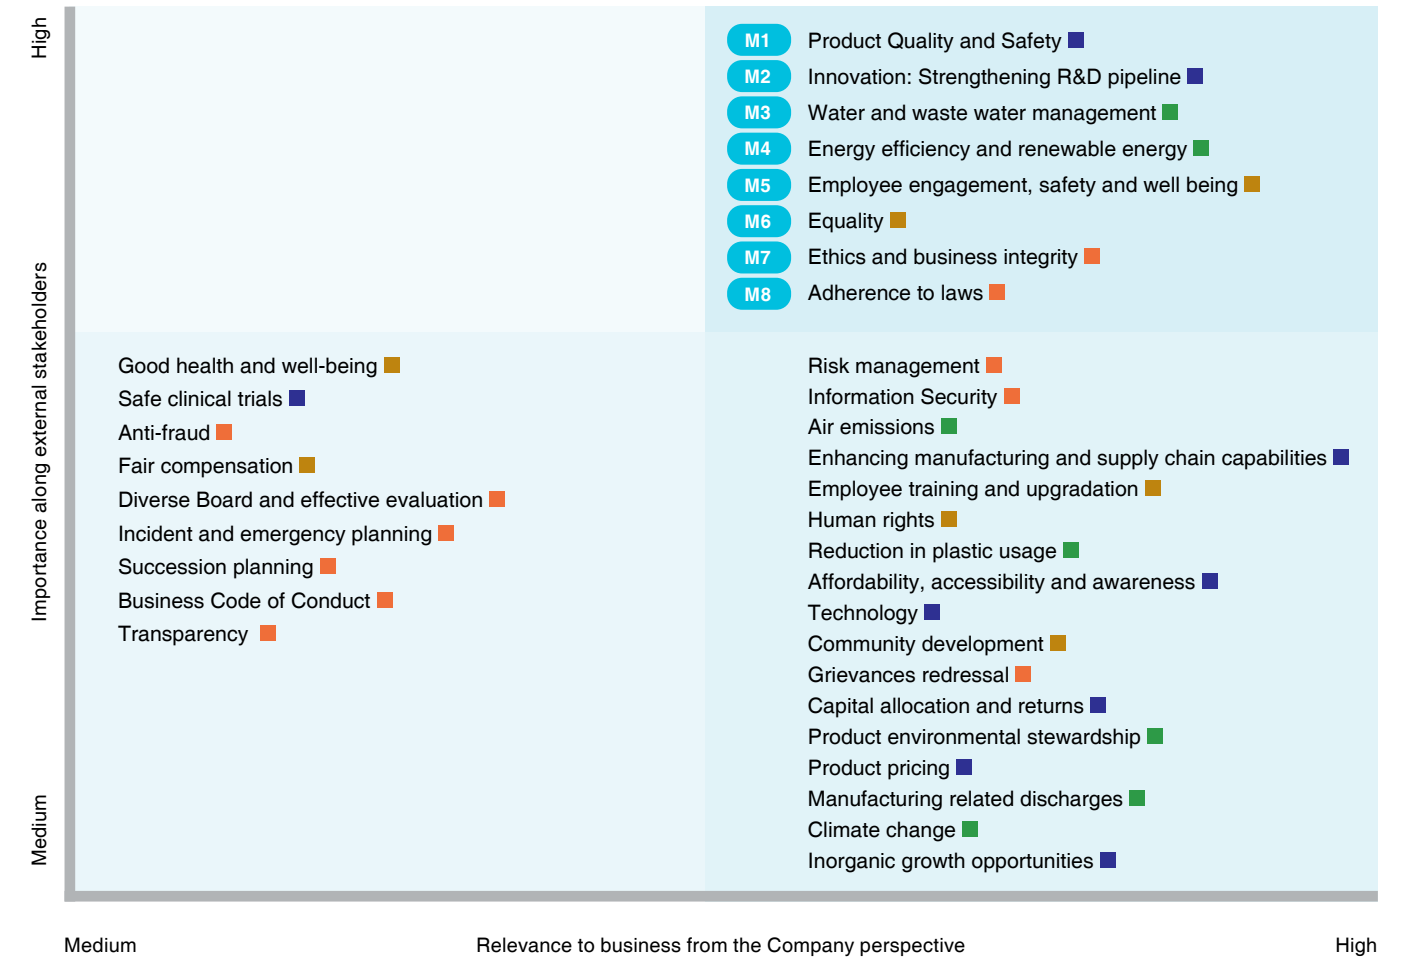 High
M1 Product Quality and Safety
M2 Innovation: Strengthening R&D pipeline
M3 Water and waste water management
M4 Energy efficiency and renewable energy
M5 Employee engagement, safety and well being
M6 Equality
M7 Ethics and business integrity
M8 Adherence to laws
Importance along external stakeholders
Good health and well-being
Safe clinical trials
Anti-fraud
Fair compensation
Diverse Board and effective evaluation
Incident and emergency planning
Succession planning
Business Code of Conduct
Transparency
Risk management
Information Security
Air emissions
Enhancing manufacturing and supply chain capabilities
Employee training and upgradation
Human rights
Reduction in plastic usage
Affordability, accessibility and awareness
Technology
Community development
Grievances redressal
Capital allocation and returns
Product environmental stewardship
Product pricing
Manufacturing related discharges
Climate change
Inorganic growth opportunities
Medium
Medium
Relevance to business from the Company perspective
High